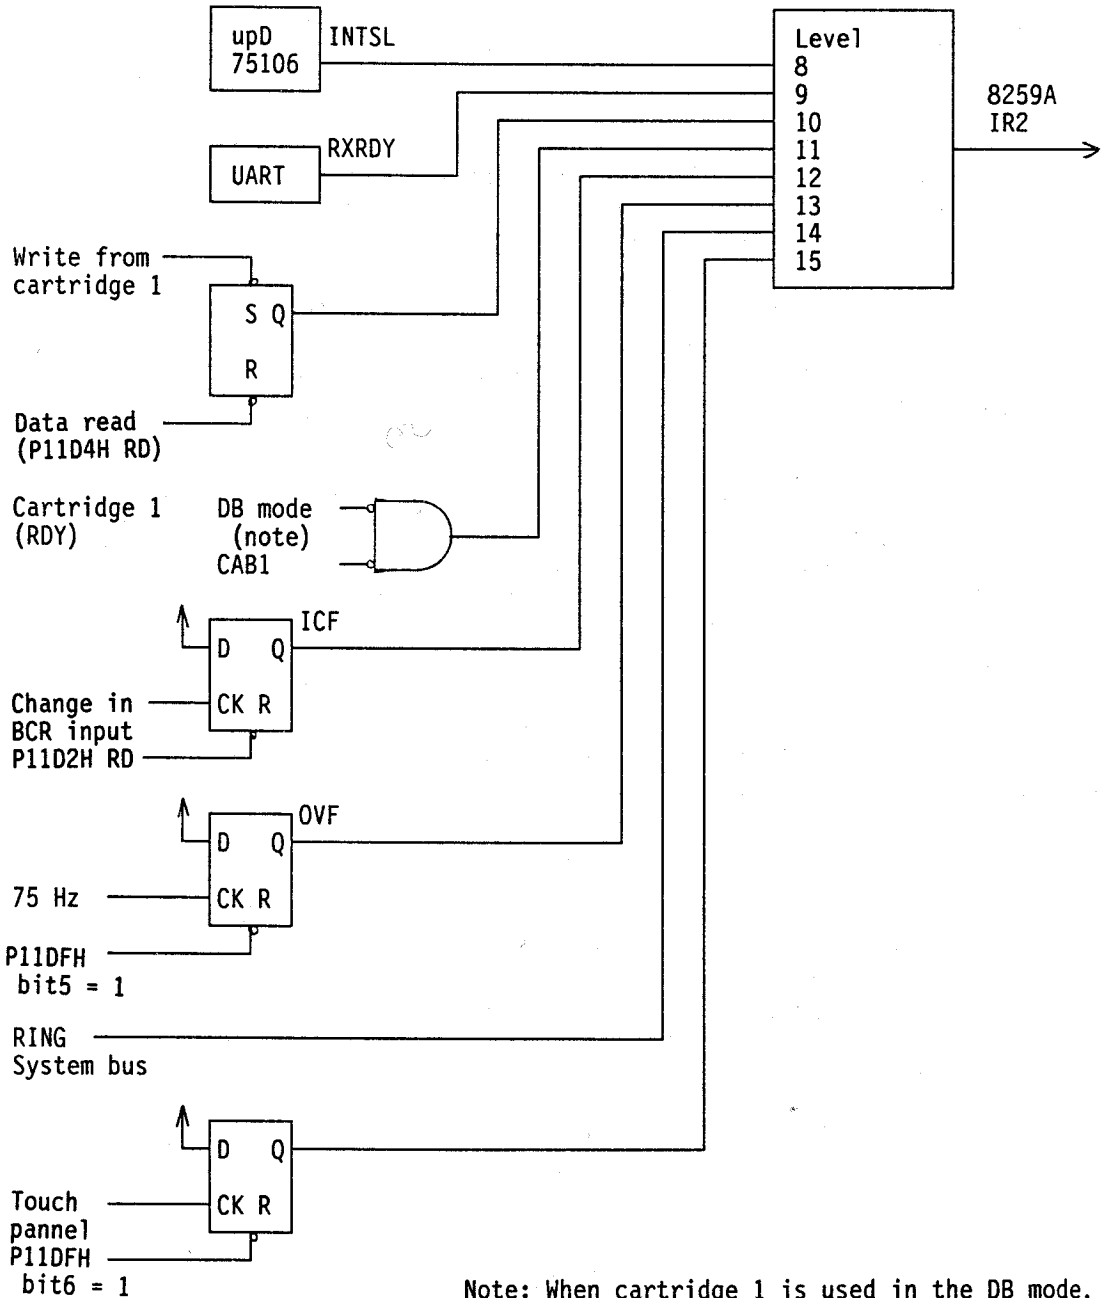 upD
75106
INTSL
Level
8
9
10
11
12
13
14
15
8259A
IR2
RXRDY
UART
Write from
cartridge 1
S Q
R
Data read
(P11D4H RD)
Cartridge 1
(RDY)
DB mode
(note)
CAB1
ICF
D Q
CK R
Change in
BCR input
P11D2H RD
OVF
D Q
CK R
75 Hz
P11DFH
bit5 = 1
RING
System bus
D Q
CK R
Touch
pannel
P11DFH
bit6 = 1
Note: When cartridge 1 is used in the DB mode.